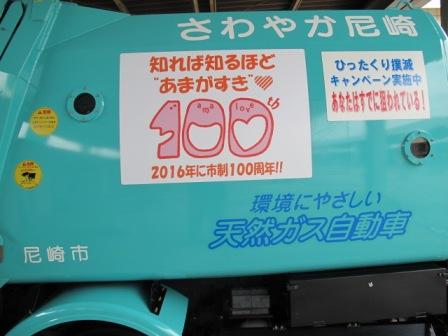 さわやか尼崎
知れば知るほど
"あまがすき"♥
100
ama love
2016年に市制100周年!!
ひったくり撲滅
キャンペーン実施中
あなたはすでに狙われている!
環境にやさしい
天然ガス自動車
尼崎市